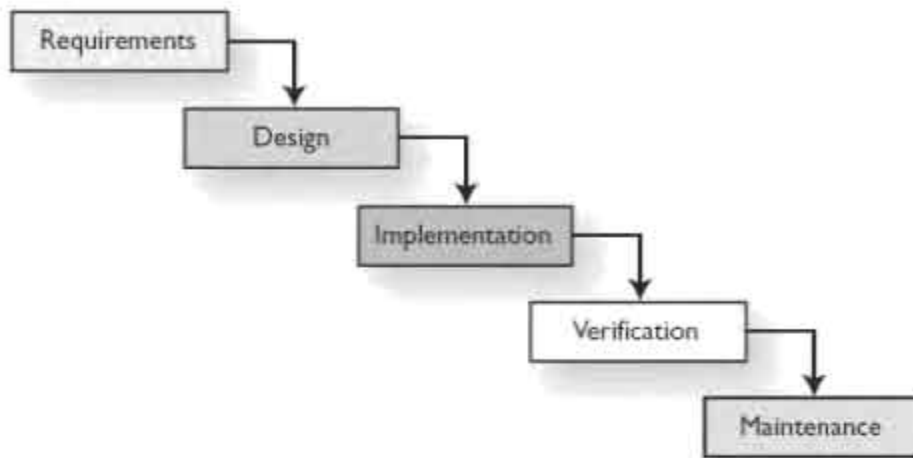 Requirements
Design
Implementation
Verification
Maintenance